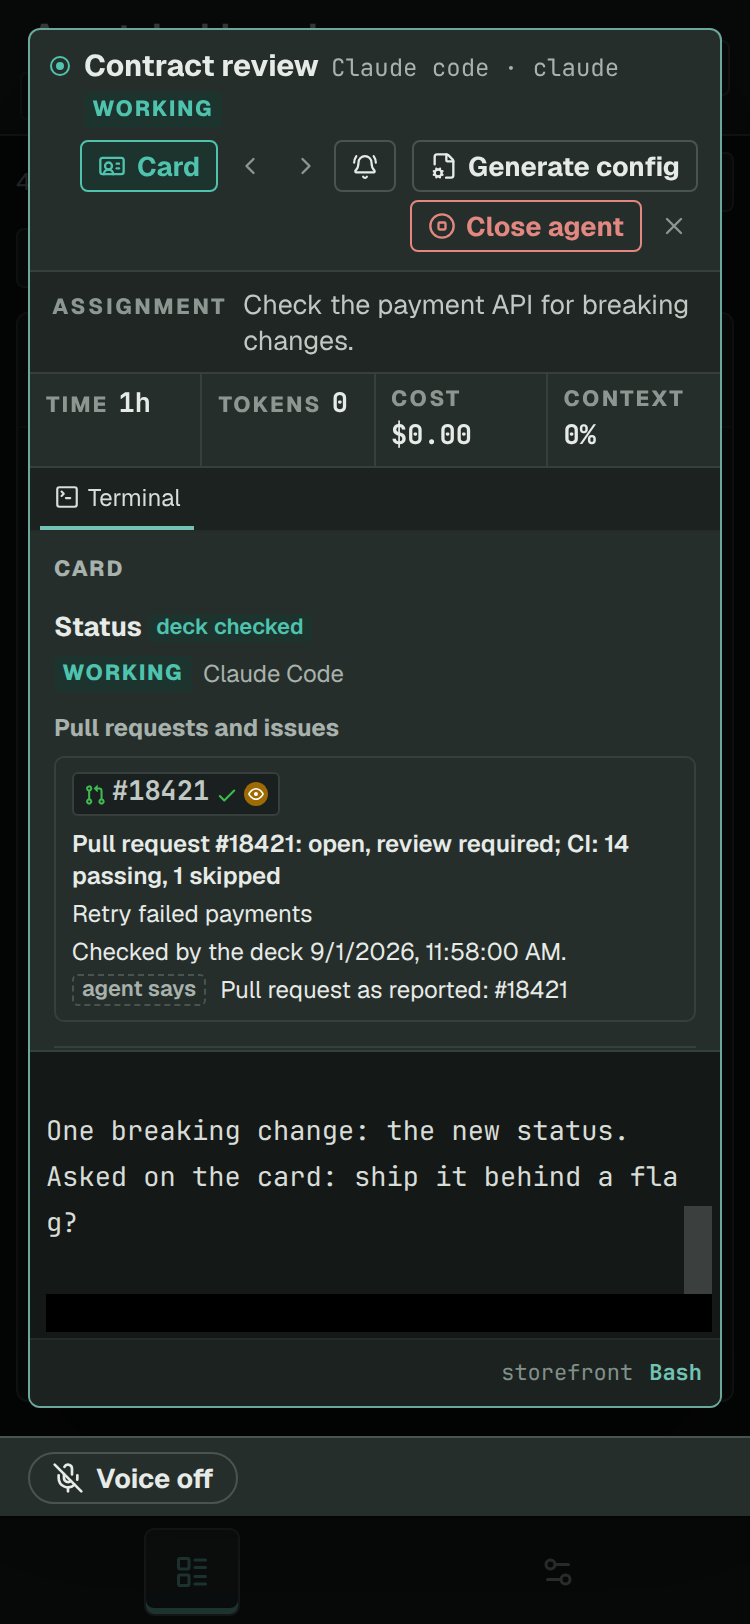 Contract review Claude code · claude
WORKING
Card
Generate config
Close agent
ASSIGNMENT Check the payment API for breaking
changes.
TIME 1h
TOKENS 0
COST
$0.00
CONTEXT
0%
Terminal
CARD
Status deck checked
WORKING Claude Code
Pull requests and issues
#18421
Pull request #18421: open, review required; CI: 14
passing, 1 skipped
Retry failed payments
Checked by the deck 9/1/2026, 11:58:00 AM.
agent says Pull request as reported: #18421
One breaking change: the new status.
Asked on the card: ship it behind a fla
g?
storefront Bash
Voice off